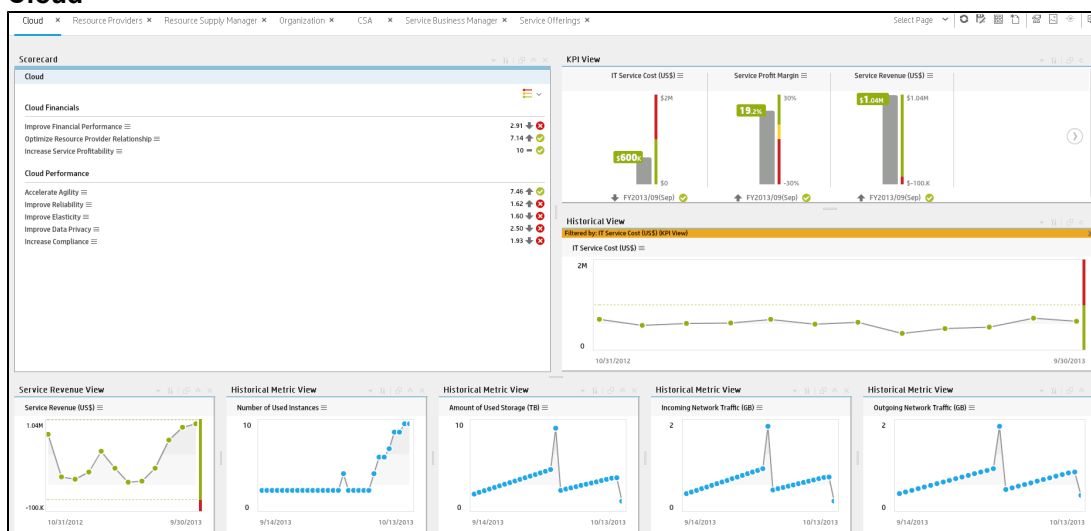 Cloud
Cloud × Resource Providers × Resource Supply Manager × Organization × CSA × Service Business Manager × Service Offerings × Select Page
Scorecard
Cloud
Cloud Financials
Improve Financial Performance 2.91
Optimize Resource Provider Relationship 7.14
Increase Service Profitability 10
Cloud Performance
Accelerate Agility 7.46
Improve Reliability 1.62
Improve Elasticity 1.60
Improve Data Privacy 2.50
Increase Compliance 1.93
KPI View
IT Service Cost (US$) Service Profit Margin Service Revenue (US$)
$2M 30% $1.04M
$600K 19.2% $1.04M
$0 -30% $-100.K
FY2013/09(Sep) FY2013/09(Sep) FY2013/09(Sep)
Historical View
Filtered by: IT Service Cost (US$) (KPI View)
IT Service Cost (US$)
2M
0
10/31/2012 9/30/2013
Service Revenue View
Service Revenue (US$)
1.04M
-100.K
10/31/2012 9/30/2013
Historical Metric View
Number of Used Instances
10
0
9/14/2013 10/13/2013
Historical Metric View
Amount of Used Storage (TB)
10
0
9/14/2013 10/13/2013
Historical Metric View
Incoming Network Traffic (GB)
2
0
9/14/2013 10/13/2013
Historical Metric View
Outgoing Network Traffic (GB)
2
0
9/14/2013 10/13/2013